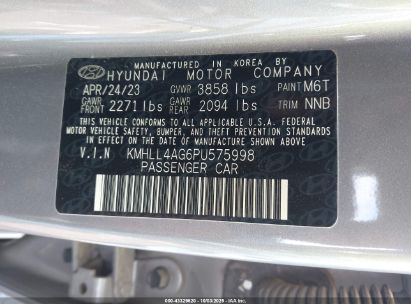 MANUFACTURED IN KOREA BY
HYUNDAI MOTOR COMPANY
APR/24/23 GVWR 3858 lbs PAINT M6T
GAWR FRONT 2271 lbs GAWR REAR 2094 lbs TRIM NNB
THIS VEHICLE CONFORMS TO ALL APPLICABLE U.S.A. FEDERAL
MOTOR VEHICLE SAFETY, BUMPER, AND THEFT PREVENTION STANDARDS
IN EFFECT ON THE DATE OF MANUFACTURE SHOWN ABOVE.
V.I.N KMHLL4AG6PU575998
PASSENGER CAR